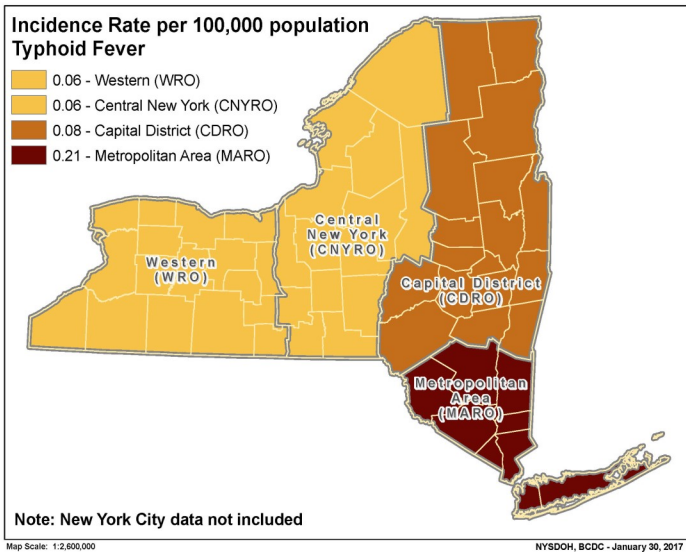 Incidence Rate per 100,000 population
Typhoid Fever
0.06 - Western (WRO)
0.06 - Central New York (CNYRO)
0.08 - Capital District (CDRO)
0.21 - Metropolitan Area (MARO)
Central
New York
(CNYRO)
Western
(WRO)
Capital District
(CDRO)
Metropolitan
Area
(MARO)
Note: New York City data not included
Map Scale: 1:2,600,000
NYSDOH, BCDC - January 30, 2017